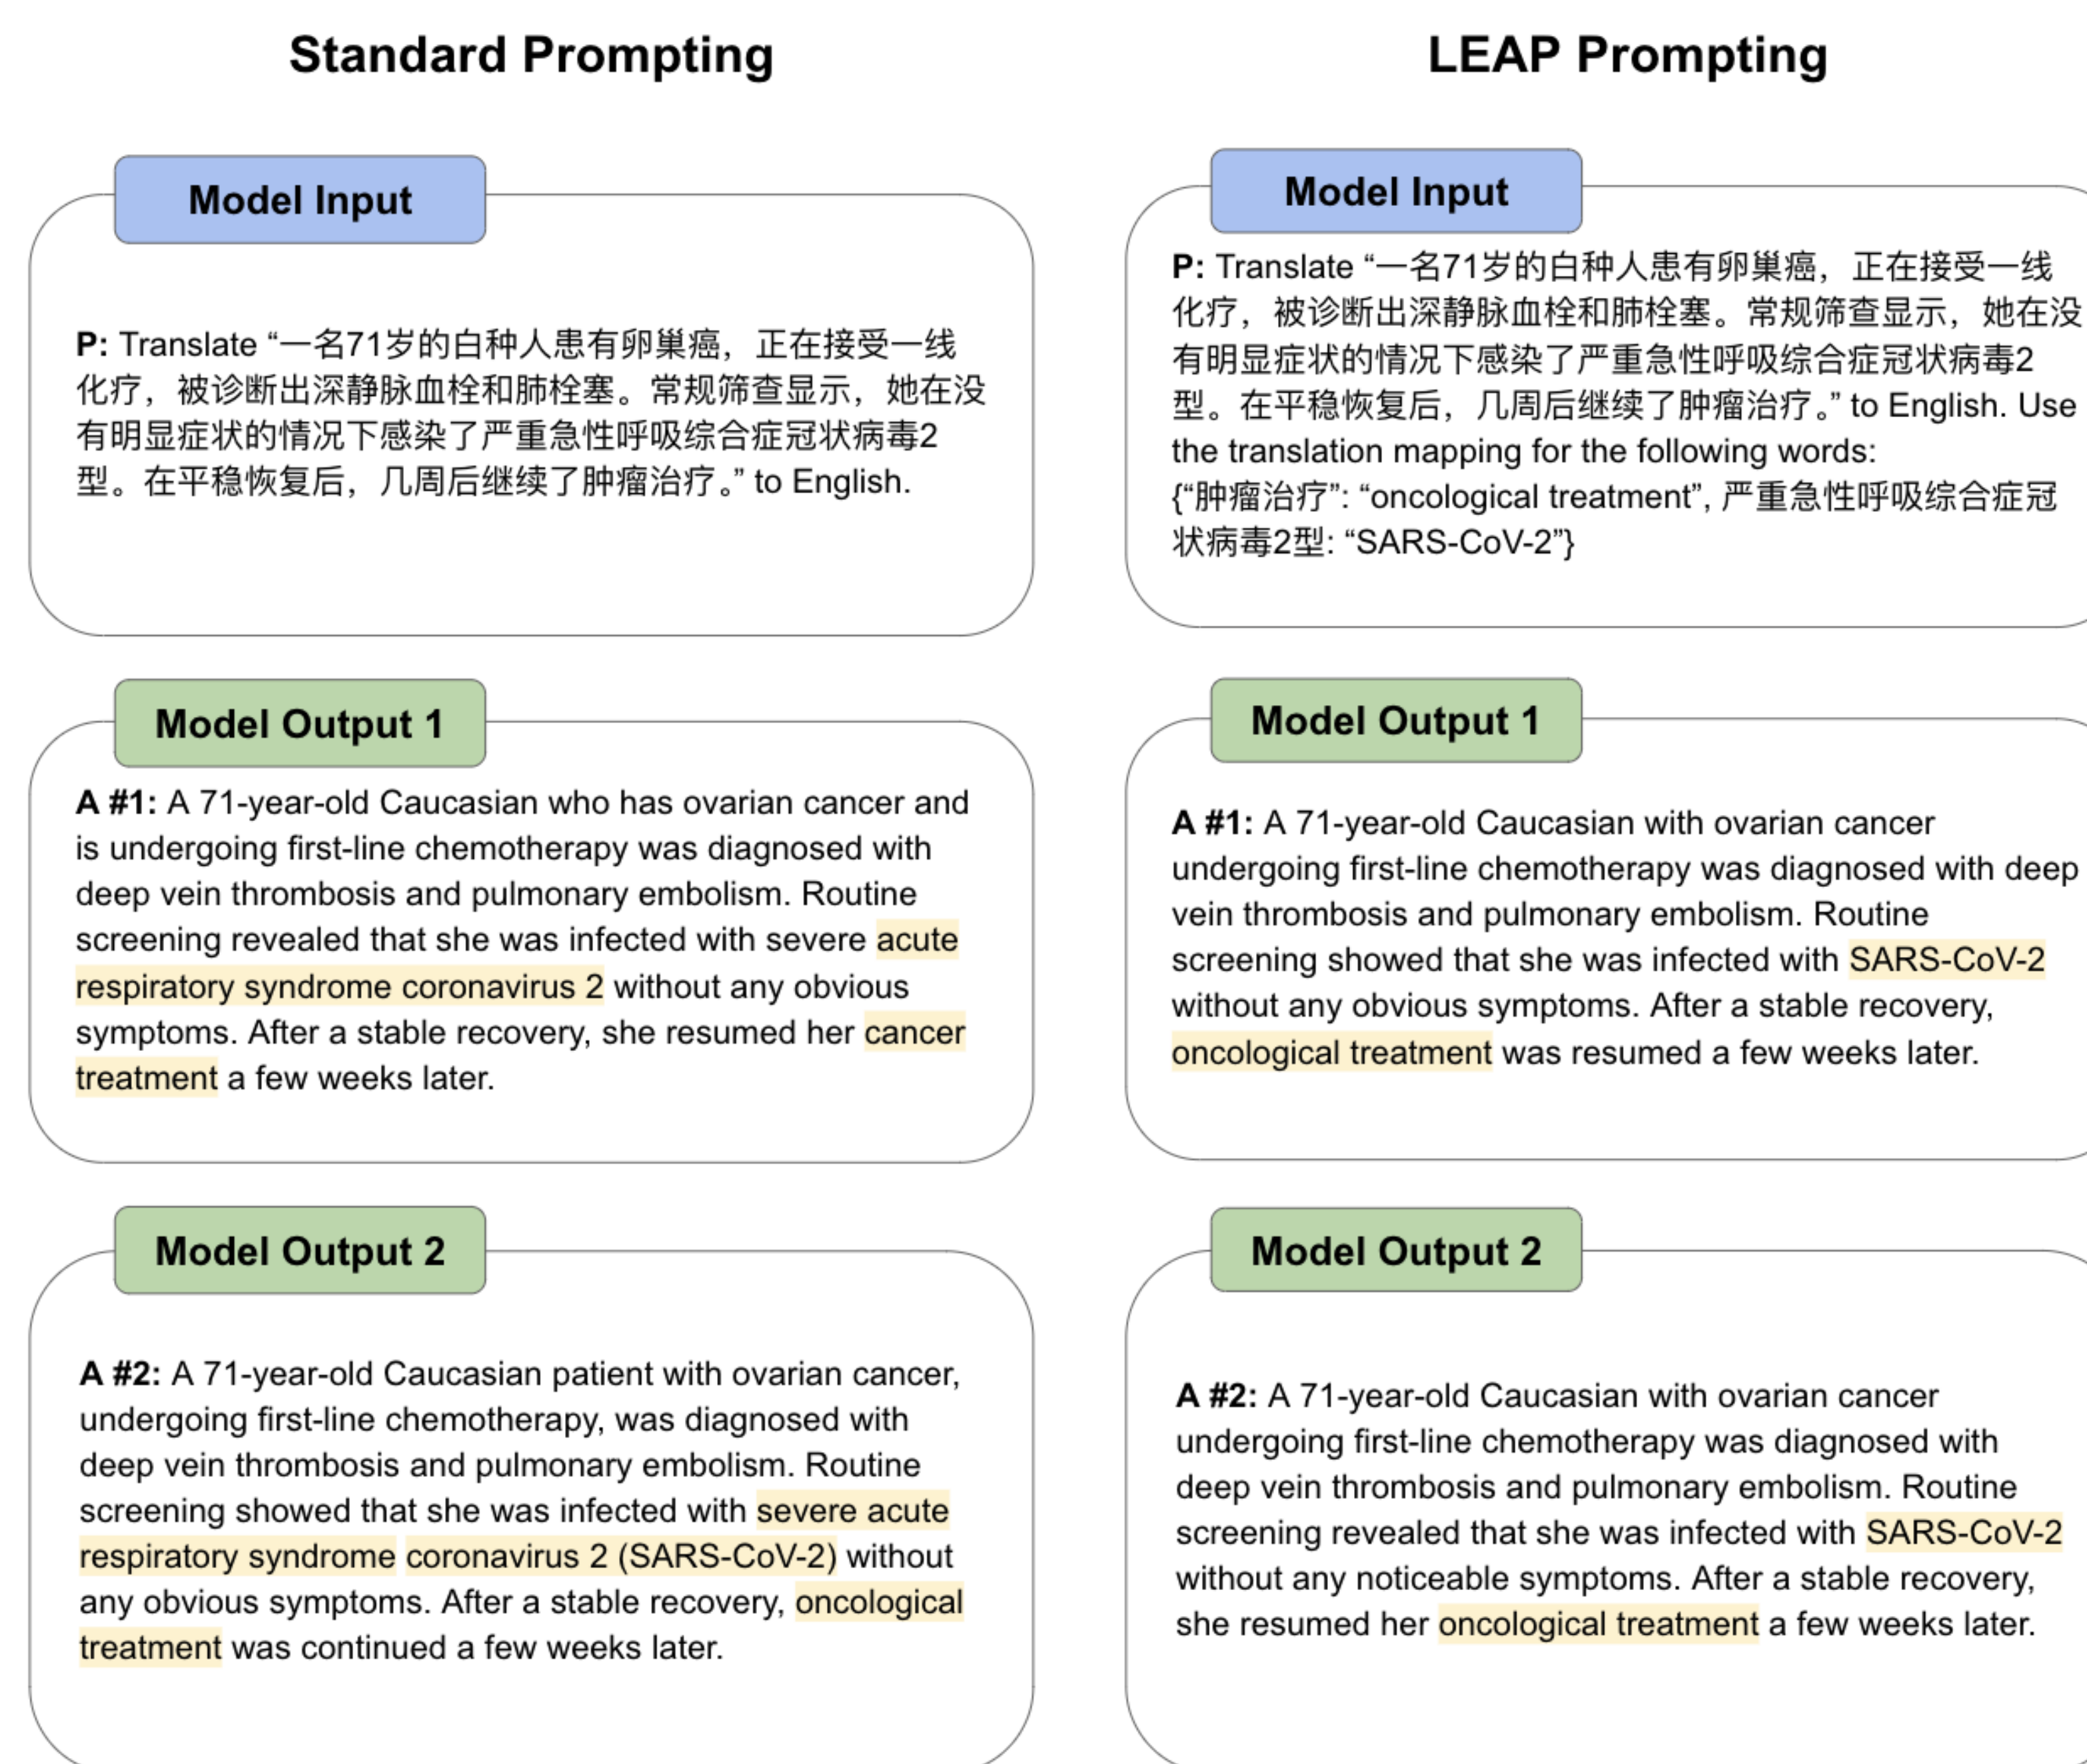 Standard Prompting
Model Input
P: Translate “一名71岁的白种人患有卵巢癌，正在接受一线
化疗，被诊断出深静脉血栓和肺栓塞。常规筛查显示，她在没
有明显症状的情况下感染了严重急性呼吸综合症冠状病毒2
型。在平稳恢复后，几周后继续了肿瘤治疗。” to English.
Model Output 1
A #1: A 71-year-old Caucasian who has ovarian cancer and
is undergoing first-line chemotherapy was diagnosed with
deep vein thrombosis and pulmonary embolism. Routine
screening revealed that she was infected with severe acute
respiratory syndrome coronavirus 2 without any obvious
symptoms. After a stable recovery, she resumed her cancer
treatment a few weeks later.
Model Output 2
A #2: A 71-year-old Caucasian patient with ovarian cancer,
undergoing first-line chemotherapy, was diagnosed with
deep vein thrombosis and pulmonary embolism. Routine
screening showed that she was infected with severe acute
respiratory syndrome coronavirus 2 (SARS-CoV-2) without
any obvious symptoms. After a stable recovery, oncological
treatment was continued a few weeks later.
LEAP Prompting
Model Input
P: Translate “一名71岁的白种人患有卵巢癌，正在接受一线
化疗，被诊断出深静脉血栓和肺栓塞。常规筛查显示，她在没
有明显症状的情况下感染了严重急性呼吸综合症冠状病毒2
型。在平稳恢复后，几周后继续了肿瘤治疗。” to English. Use
the translation mapping for the following words:
{“肿瘤治疗”: “oncological treatment”, 严重急性呼吸综合症冠
状病毒2型: “SARS-CoV-2”}
Model Output 1
A #1: A 71-year-old Caucasian with ovarian cancer
undergoing first-line chemotherapy was diagnosed with deep
vein thrombosis and pulmonary embolism. Routine
screening showed that she was infected with SARS-CoV-2
without any obvious symptoms. After a stable recovery,
oncological treatment was resumed a few weeks later.
Model Output 2
A #2: A 71-year-old Caucasian with ovarian cancer
undergoing first-line chemotherapy was diagnosed with
deep vein thrombosis and pulmonary embolism. Routine
screening revealed that she was infected with SARS-CoV-2
without any noticeable symptoms. After a stable recovery,
she resumed her oncological treatment a few weeks later.